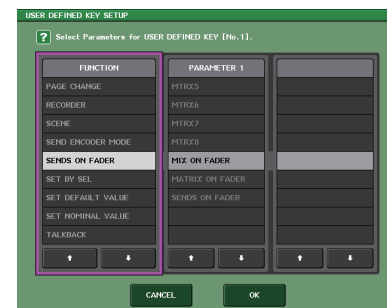 USER DEFINED KEY SETUP
? Select Parameters for USER DEFINED KEY [No.1].
FUNCTION
PAGE CHANGE
RECORDER
SCENE
SEND ENCODER MODE
SENDS ON FADER
SET BY SEL
SET DEFAULT VALUE
SET NOMINAL VALUE
TALKBACK
PARAMETER 1
MTRX5
MTRX6
MTRX7
MTRX8
MIX ON FADER
MATRIX ON FADER
SENDS ON FADER
CANCEL
OK